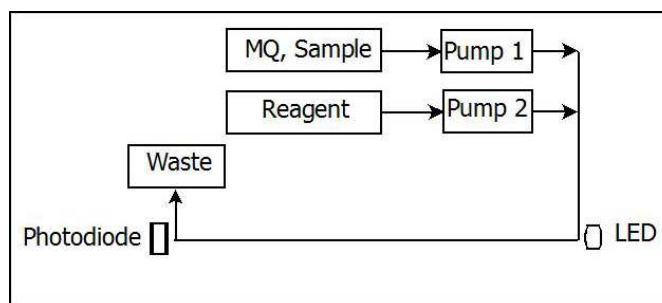 MQ, Sample
Pump 1
Reagent
Pump 2
Waste
Photodiode
LED